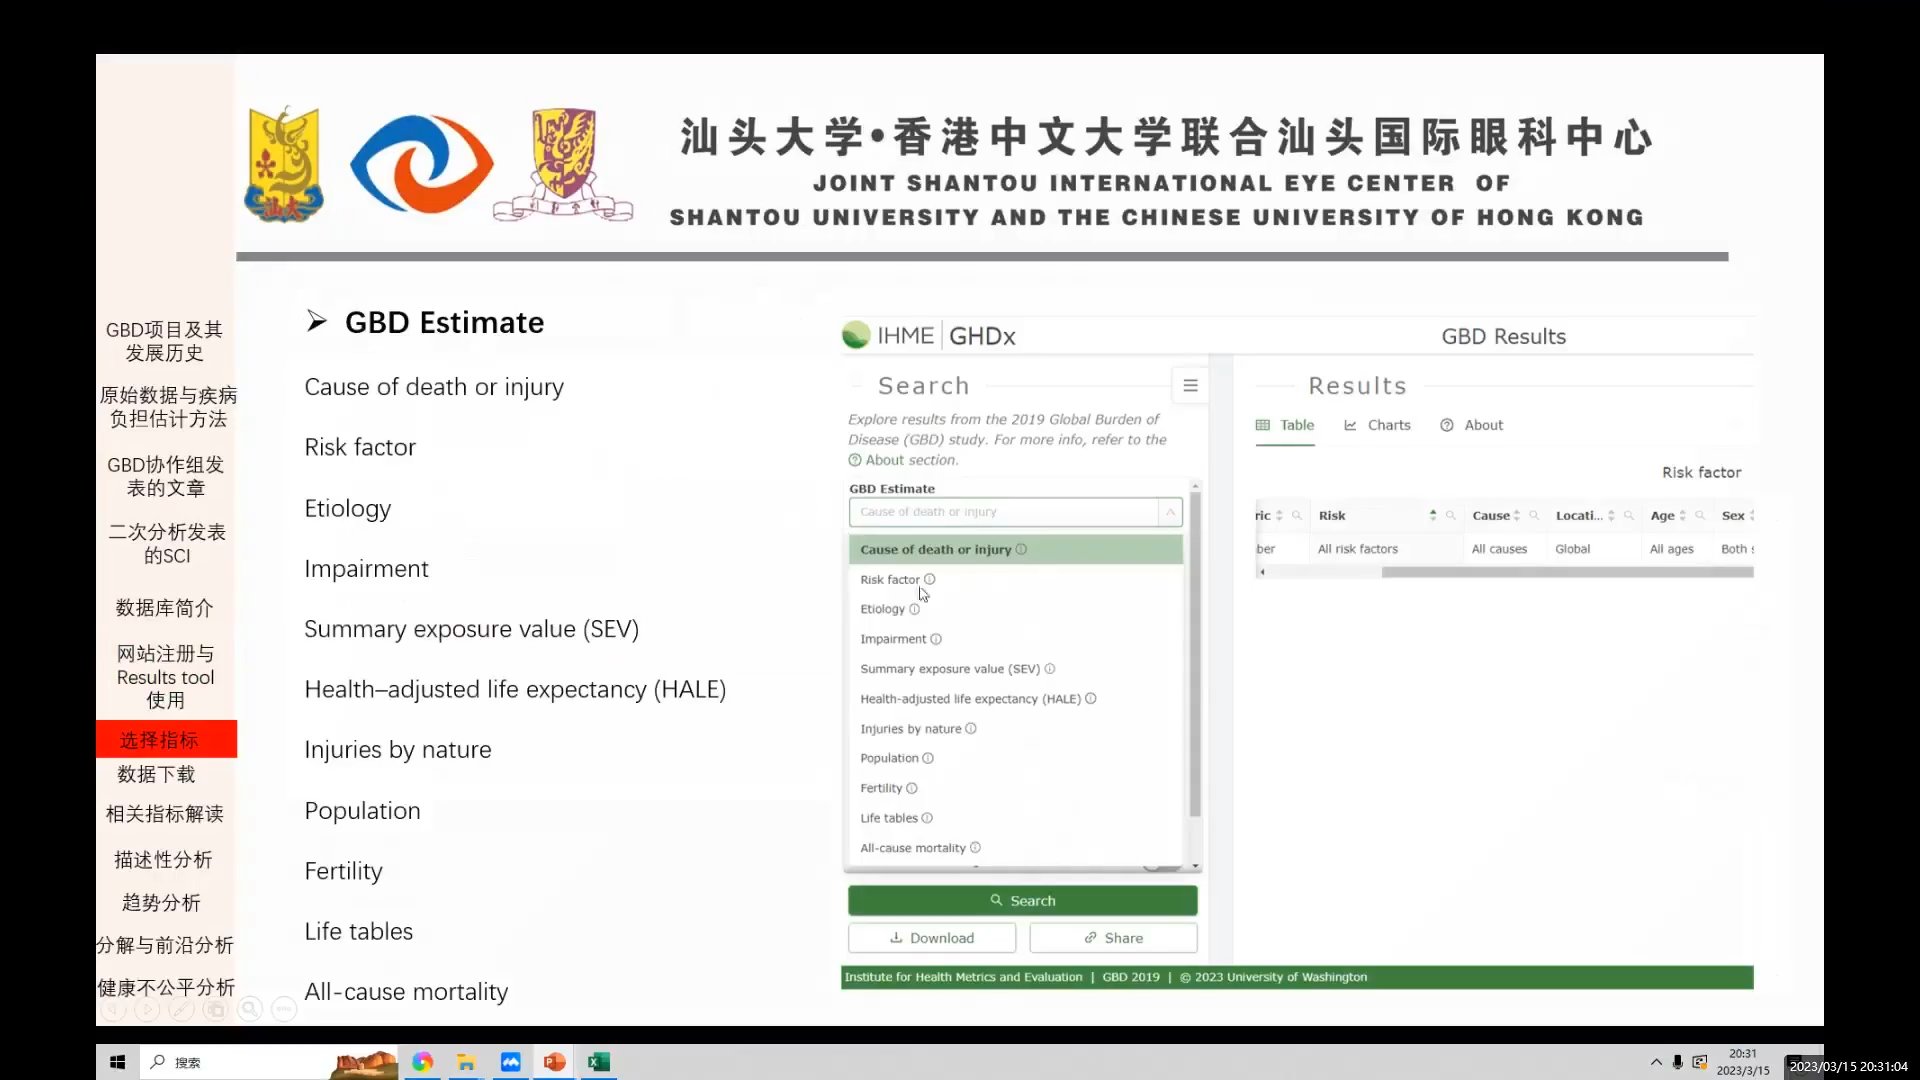 汕头大学•香港中文大学联合汕头国际眼科中心
JOINT SHANTOU INTERNATIONAL EYE CENTER OF
SHANTOU UNIVERSITY AND THE CHINESE UNIVERSITY OF HONG KONG
汕大
GBD项目及其
发展历史
原始数据与疾病
负担估计方法
GBD协作组发
表的文章
二次分析发表
的SCI
数据库简介
网站注册与
Results tool
使用
选择指标
数据下载
相关指标解读
描述性分析
趋势分析
分解与前沿分析
健康不公平分析
➢ GBD Estimate
Cause of death or injury
Risk factor
Etiology
Impairment
Summary exposure value (SEV)
Health–adjusted life expectancy (HALE)
Injuries by nature
Population
Fertility
Life tables
All-cause mortality
IHME | GHDx
GBD Results
Search
Explore results from the 2019 Global Burden of
Disease (GBD) study. For more info, refer to the
About section.
GBD Estimate
Cause of death or injury
Cause of death or injury
Risk factor
Etiology
Impairment
Summary exposure value (SEV)
Health-adjusted life expectancy (HALE)
Injuries by nature
Population
Fertility
Life tables
All-cause mortality
Search
Download
Share
Results
Table
Charts
About
Risk factor
ric Risk Cause Locati... Age Sex
ber All risk factors All causes Global All ages Both
Institute for Health Metrics and Evaluation | GBD 2019 | © 2023 University of Washington
搜索
20:31
2023/3/15
2023/03/15 20:31:04